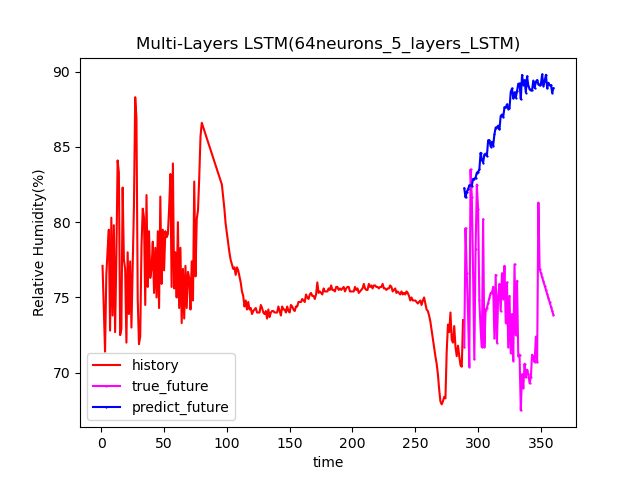 Multi-Layers LSTM(64neurons_5_layers_LSTM)
Relative Humidity(%)
90
85
80
75
70
history
true_future
predict_future
0 50 100 150 200 250 300 350
time